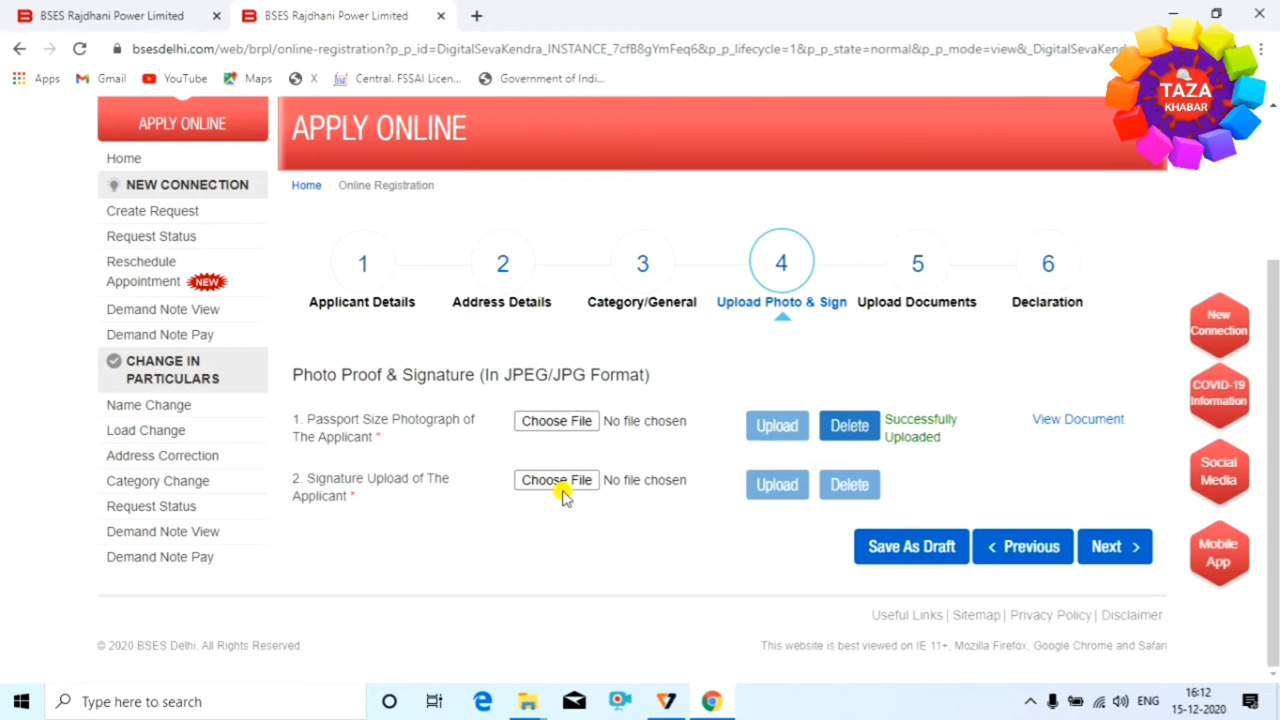 BSES Rajdhani Power Limited
BSES Rajdhani Power Limited
bsesdelhi.com/web/brpl/online-registration?p_p_id=DigitalSevaKendra_INSTANCE_7cfB8gYmFeq6&p_p_lifecycle=1&p_p_state=normal&p_p_mode=view&_DigitalSevaKend
Apps
Gmail
YouTube
Maps
X
Central. FSSAI Licen...
Government of Indi...
TAZA
KHABAR
APPLY ONLINE
Home
NEW CONNECTION
Create Request
Request Status
Reschedule
Appointment NEW
Demand Note View
Demand Note Pay
CHANGE IN
PARTICULARS
Name Change
Load Change
Address Correction
Category Change
Request Status
Demand Note View
Demand Note Pay
APPLY ONLINE
Home
Online Registration
1
2
3
4
5
6
Applicant Details
Address Details
Category/General
Upload Photo & Sign
Upload Documents
Declaration
Photo Proof & Signature (In JPEG/JPG Format)
1. Passport Size Photograph of
The Applicant *
Choose File No file chosen
Upload
Delete
Successfully
Uploaded
View Document
2. Signature Upload of The
Applicant *
Choose File No file chosen
Upload
Delete
Save As Draft
< Previous
Next >
New
Connection
COVID-19
Information
Social
Media
Mobile
App
Useful Links | Sitemap | Privacy Policy | Disclaimer
© 2020 BSES Delhi. All Rights Reserved.
This website is best viewed on IE 11+, Mozilla Firefox, Google Chrome and Safari
Type here to search
ENG
16:12
15-12-2020